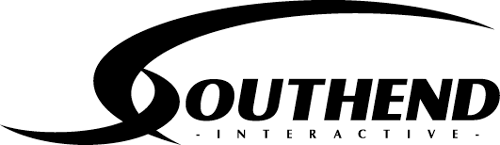 SOUTHEND
- INTERACTIVE -